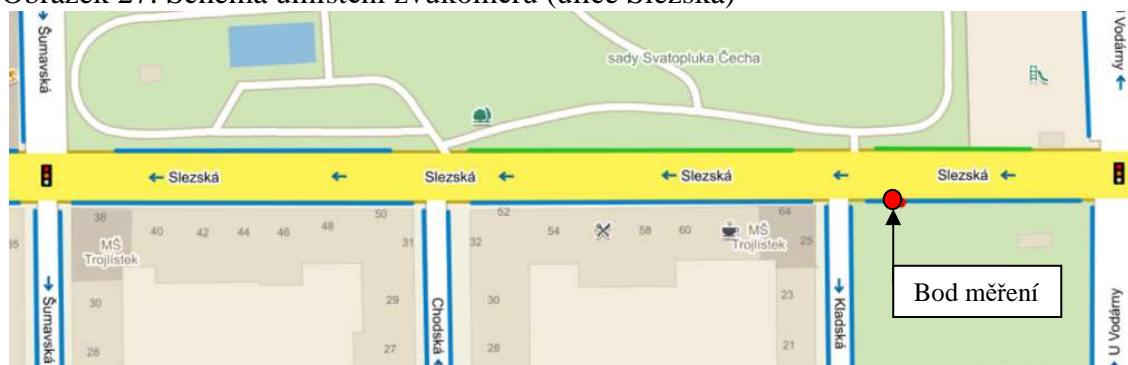 Obrázek 27: Schéma umístění zvukoměru (ulice Slezská)
Šumavská
sady Svatopluka Čecha
Vodárny
Slezská
Slezská
Slezská
Slezská
38
40
42
44
46
48
50
31
MŠ
Trojlístek
52
32
54
58
60
64
MŠ
Trojlístek
25
Bod měření
Šumavská
30
28
29
27
Chodská
30
28
23
21
Kladská
U Vodárny